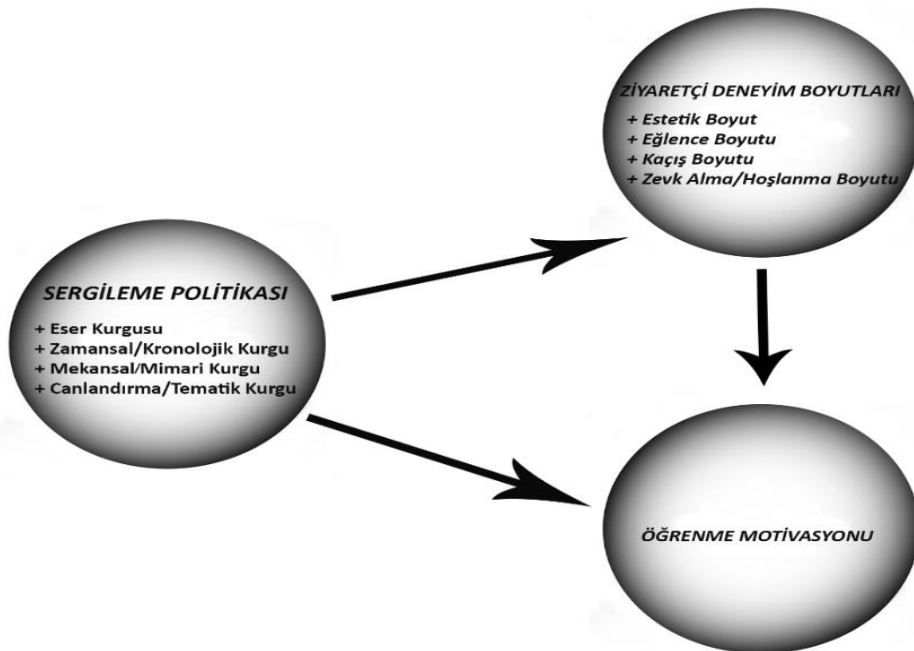 ZİYARETÇİ DENEYİM BOYUTLARI
+ Estetik Boyut
+ Eğlence Boyutu
+ Kaçış Boyutu
+ Zevk Alma/Hoşlanma Boyutu
SERGİLEME POLİTİKASI
+ Eser Kurgusu
+ Zamansal/Kronolojik Kurgu
+ Mekansal/Mimari Kurgu
+ Canlandırma/Tematik Kurgu
ÖĞRENME MOTİVASYONU